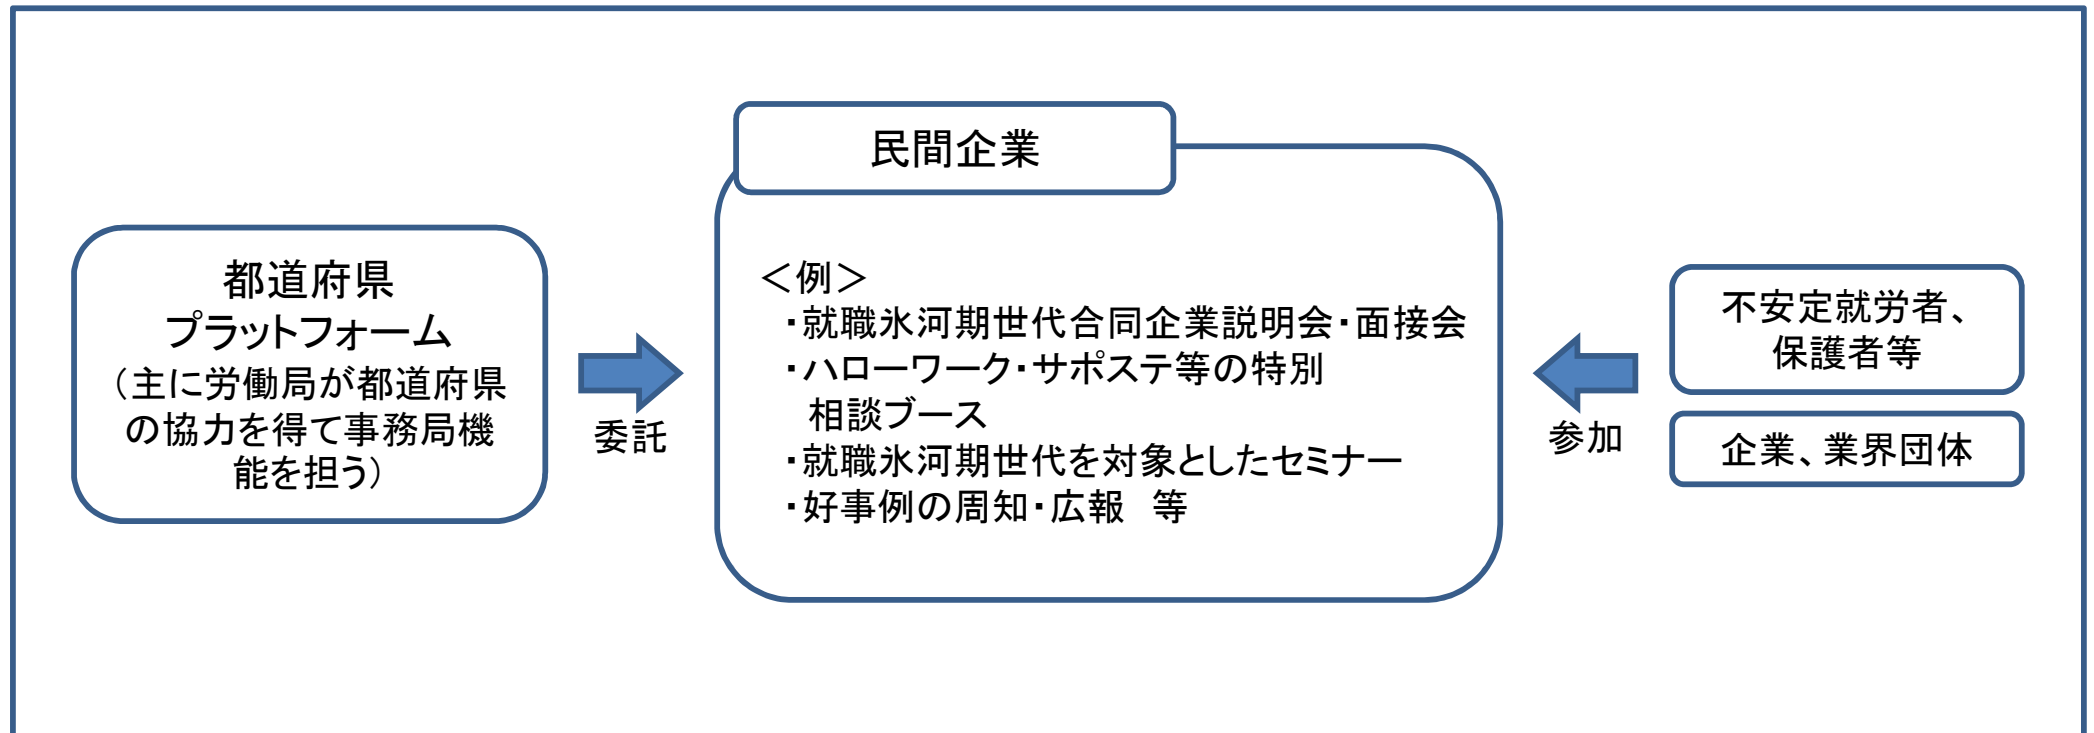 民間企業
都道府県
プラットフォーム
（主に労働局が都道府県
の協力を得て事務局機
能を担う）
委託
＜例＞
・就職氷河期世代合同企業説明会・面接会
・ハローワーク・サポステ等の特別
相談ブース
・就職氷河期世代を対象としたセミナー
・好事例の周知・広報　等
参加
不安定就労者、
保護者等
企業、業界団体